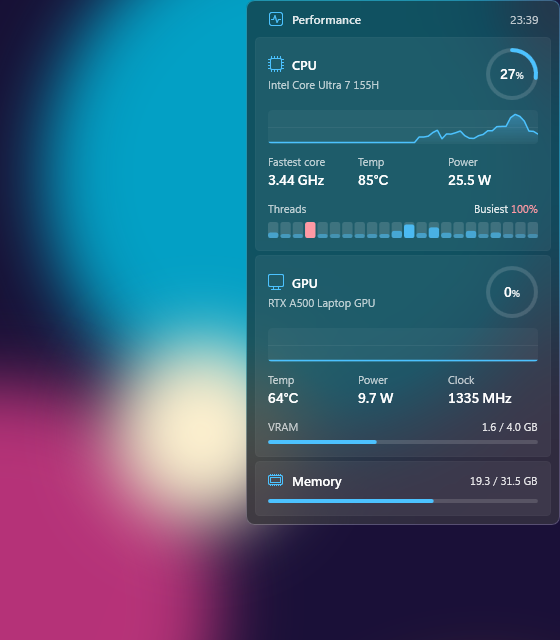 Performance 23:39
CPU
Intel Core Ultra 7 155H
27%
Fastest core Temp Power
3.44 GHz 85°C 25.5 W
Threads Busiest 100%
GPU
RTX A500 Laptop GPU
0%
Temp Power Clock
64°C 9.7 W 1335 MHz
VRAM 1.6 / 4.0 GB
Memory 19.3 / 31.5 GB